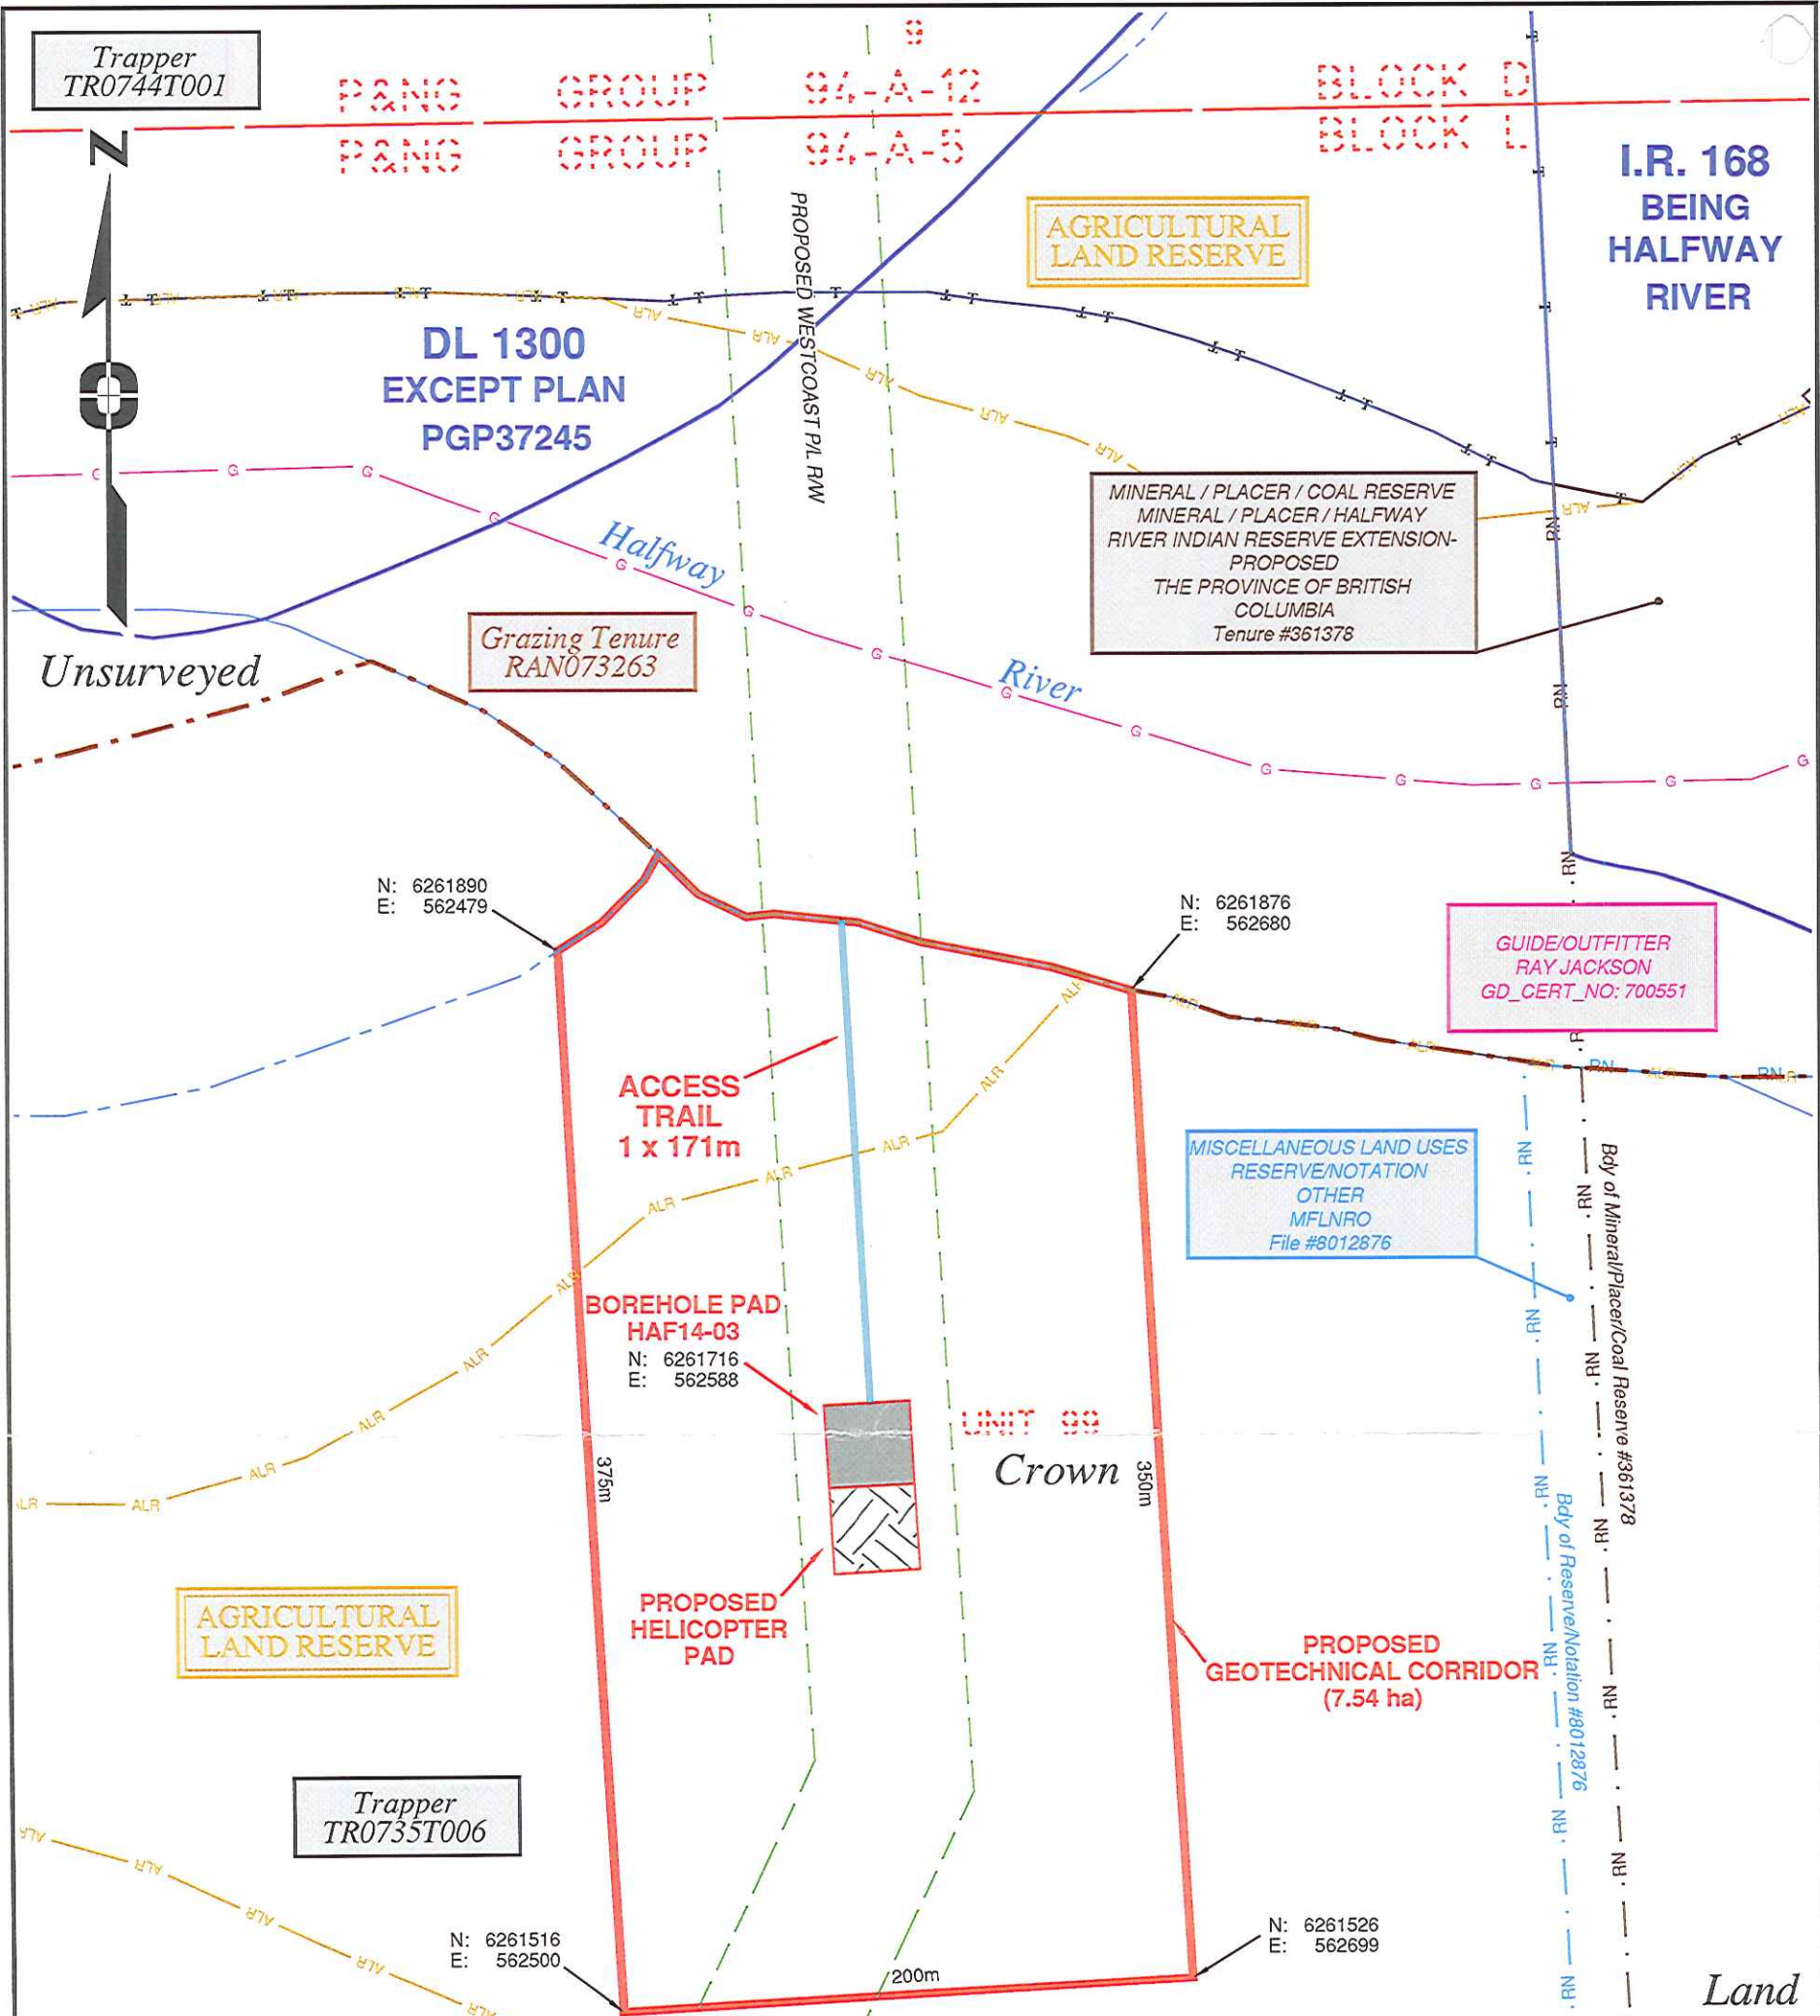 9
Trapper
TR0744T001
P&NG GROUP 94-A-12 BLOCK D
P&NG GROUP 94-A-5 BLOCK L
N
I.R. 168
BEING
HALFWAY
RIVER
AGRICULTURAL
LAND RESERVE
PROPOSED WESTCOAST P/L R/W
DL 1300
EXCEPT PLAN
PGP37245
MINERAL / PLACER / COAL RESERVE
MINERAL / PLACER / HALFWAY
RIVER INDIAN RESERVE EXTENSION-
PROPOSED
THE PROVINCE OF BRITISH
COLUMBIA
Tenure #361378
Halfway
River
Grazing Tenure
RAN073263
Unsurveyed
N: 6261890
E: 562479
N: 6261876
E: 562680
GUIDE/OUTFITTER
RAY JACKSON
GD_CERT_NO: 700551
ACCESS
TRAIL
1 x 171m
MISCELLANEOUS LAND USES
RESERVE/NOTATION
OTHER
MFLNRO
File #8012876
Bdy of Mineral/Placer/Coal Reserve #361378
BOREHOLE PAD
HAF14-03
N: 6261716
E: 562588
UNIT 99
Crown
375m
350m
Bdy of Reserve/Notation #8012876
AGRICULTURAL
LAND RESERVE
PROPOSED
HELICOPTER
PAD
PROPOSED
GEOTECHNICAL CORRIDOR
(7.54 ha)
Trapper
TR0735T006
N: 6261516
E: 562500
N: 6261526
E: 562699
200m
Land